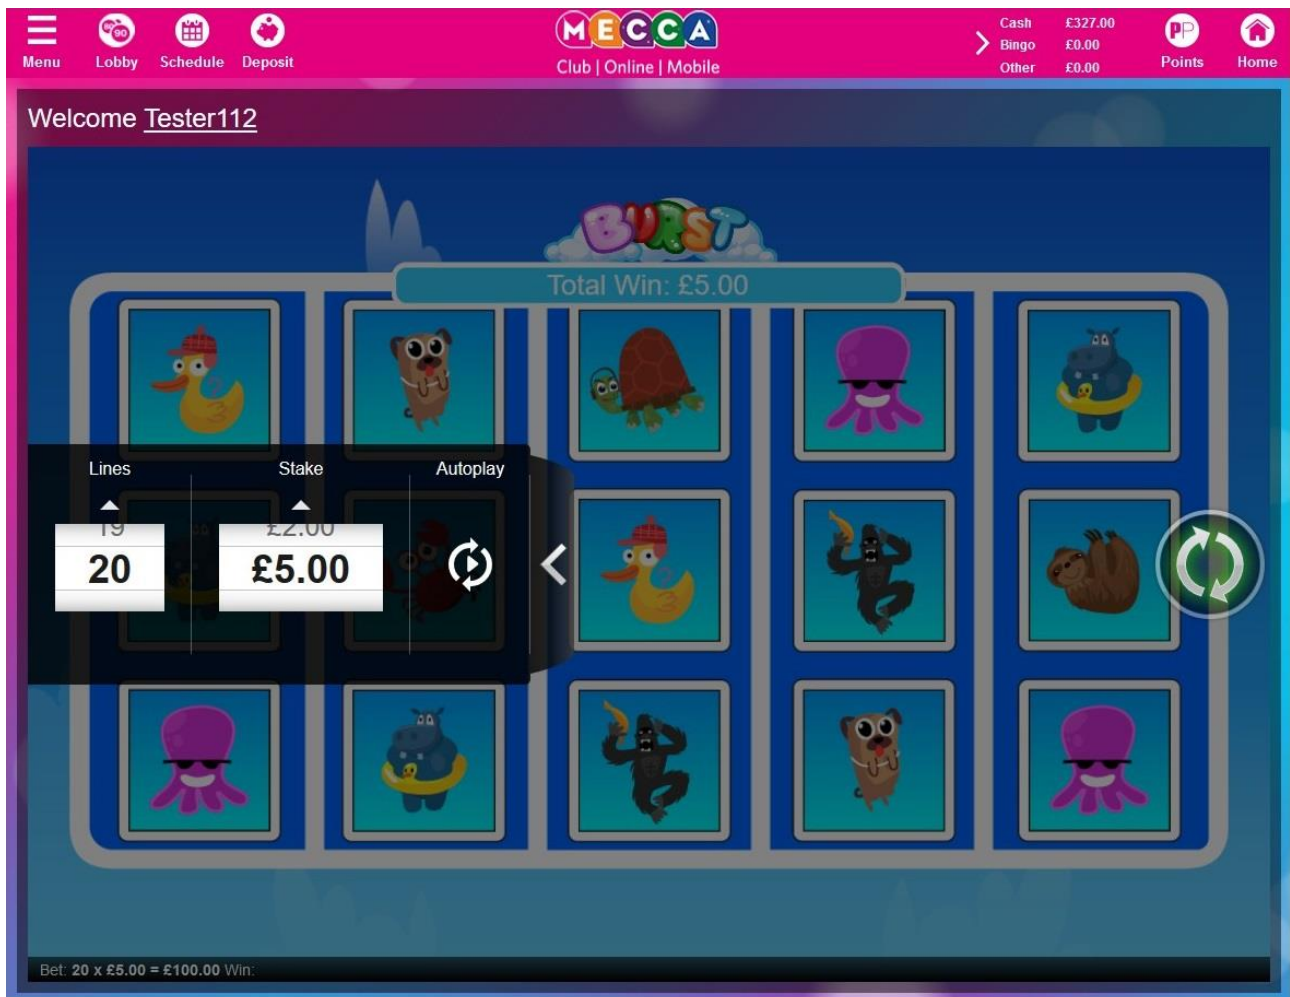 Menu
Lobby
Schedule
Deposit
90
MECCA
Club | Online | Mobile
Cash £327.00
Bingo £0.00
Other £0.00
PP
Points
Home
Welcome Tester112
BURST
Total Win: £5.00
Lines
Stake
Autoplay
19
£2.00
20
£5.00
Bet: 20 x £5.00 = £100.00 Win: